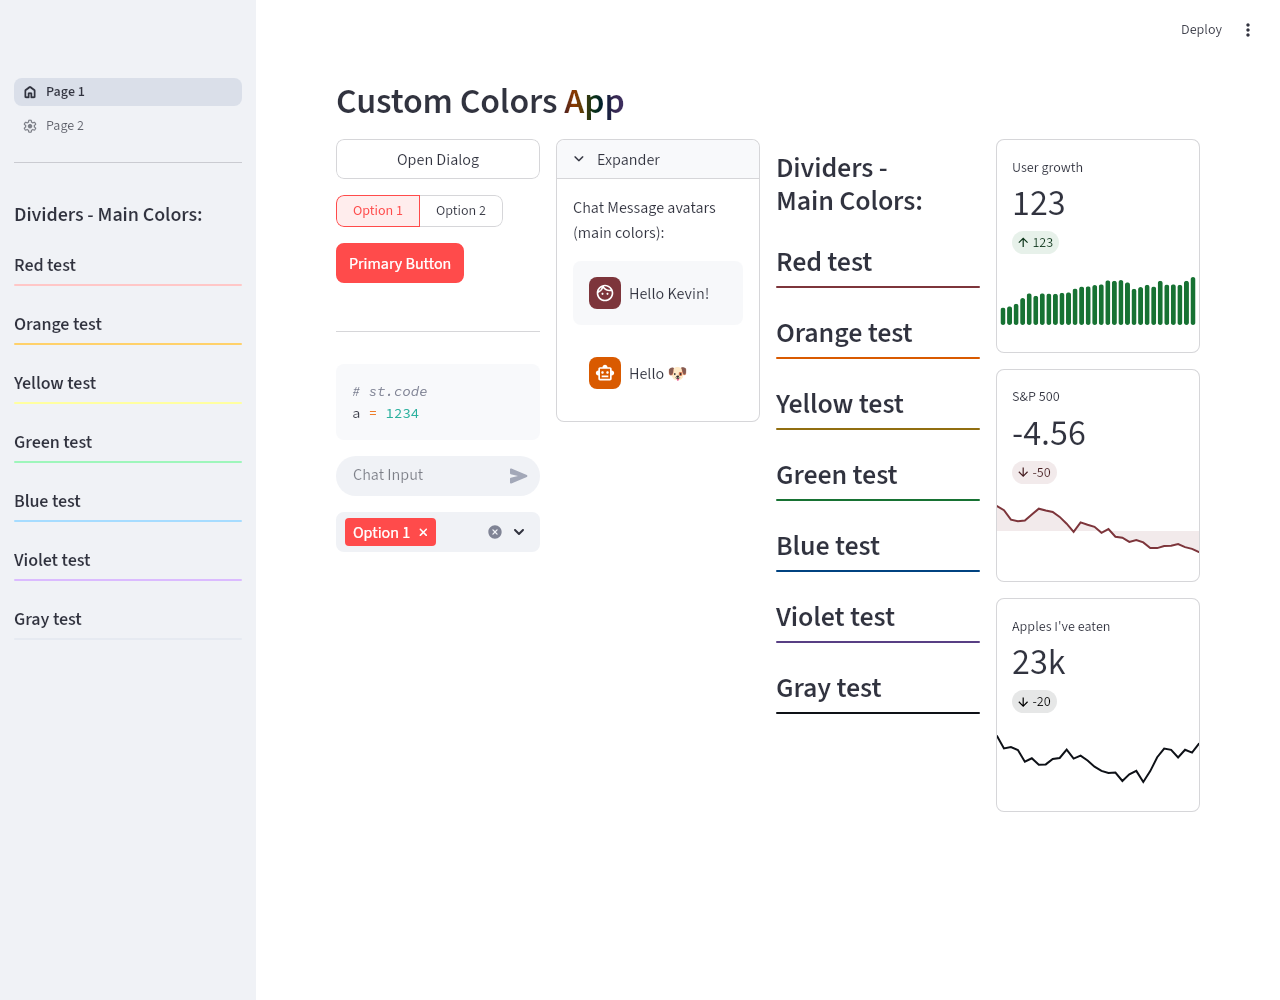 Deploy
Page 1
Page 2
Dividers - Main Colors:
Red test
Orange test
Yellow test
Green test
Blue test
Violet test
Gray test
Custom Colors App
Open Dialog
Option 1
Option 2
Primary Button
# st.code
a = 1234
Chat Input
Option 1
Expander
Chat Message avatars
(main colors):
Hello Kevin!
Hello 🐶
Dividers -
Main Colors:
Red test
Orange test
Yellow test
Green test
Blue test
Violet test
Gray test
User growth
123
123
S&P 500
-4.56
-50
Apples I've eaten
23k
-20